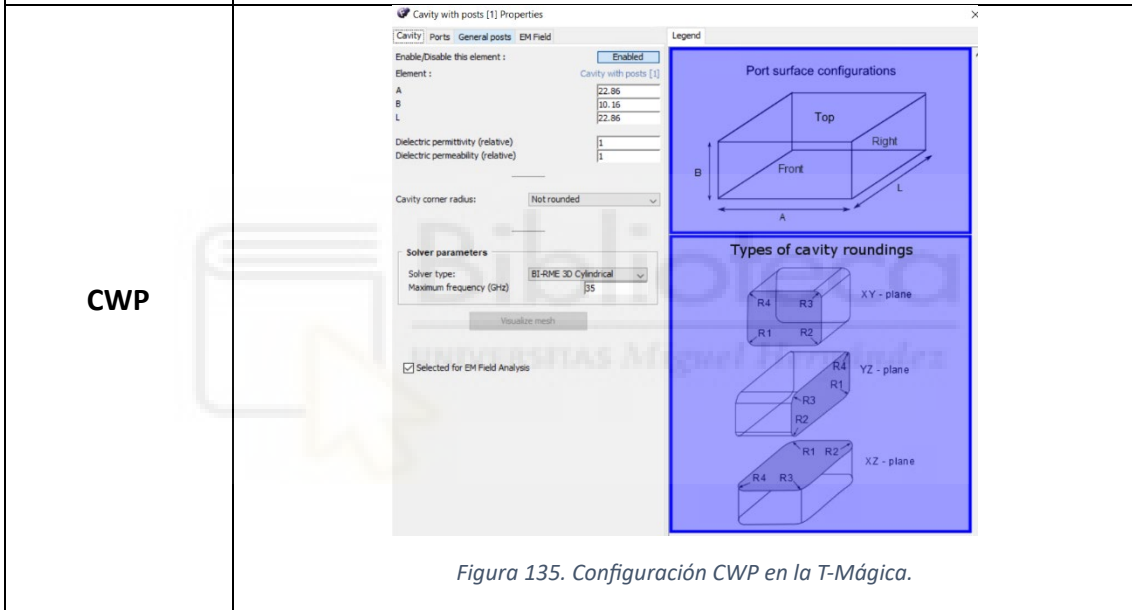 CWP
Cavity with posts [1] Properties
×
Cavity Ports General posts EM Field
Enable/Disable this element : Enabled
Element : Cavity with posts [1]
A 22.86
B 10.16
L 22.86
Dielectric permittivity (relative) 1
Dielectric permeability (relative) 1
Cavity corner radius: Not rounded
Solver parameters
Solver type: BI-RME 3D Cylindrical
Maximum frequency (GHz) 35
Visualize mesh
Selected for EM Field Analysis
Legend
Port surface configurations
Top
Right
Front
B
L
A
Types of cavity roundings
R4 R3 XY - plane
R1 R2
R4 YZ - plane
R1
R3
R2
R1 R2 XZ - plane
R4 R3
Biblioteca
UNIVERSITAS Miguel Hernández
Figura 135. Configuración CWP en la T-Mágica.